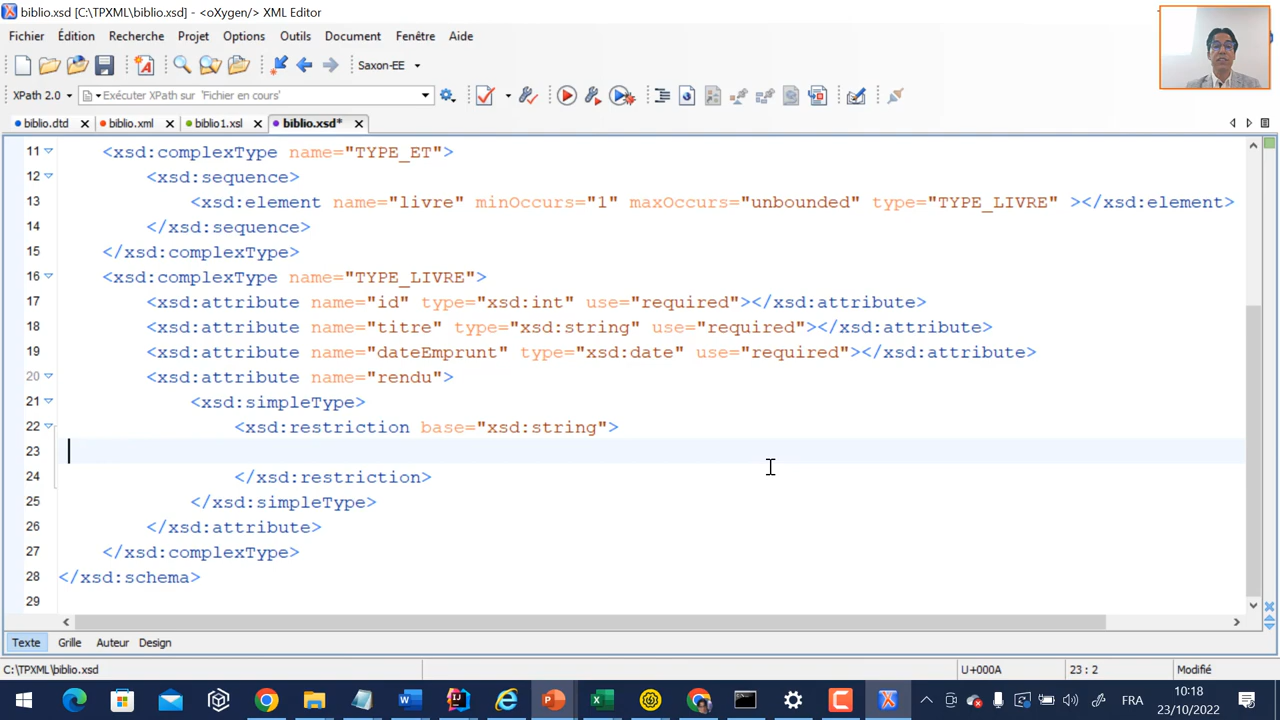 biblio.xsd [C:\TPXML\biblio.xsd] - <oXygen/> XML Editor
Fichier Édition Recherche Projet Options Outils Document Fenêtre Aide
Saxon-EE
XPath 2.0 Exécuter XPath sur 'Fichier en cours'
biblio.dtd biblio.xml biblio1.xsl biblio.xsd*
11 <xsd:complexType name="TYPE_ET">
12 <xsd:sequence>
13 <xsd:element name="livre" minOccurs="1" maxOccurs="unbounded" type="TYPE_LIVRE" ></xsd:element>
14 </xsd:sequence>
15 </xsd:complexType>
16 <xsd:complexType name="TYPE_LIVRE">
17 <xsd:attribute name="id" type="xsd:int" use="required"></xsd:attribute>
18 <xsd:attribute name="titre" type="xsd:string" use="required"></xsd:attribute>
19 <xsd:attribute name="dateEmprunt" type="xsd:date" use="required"></xsd:attribute>
20 <xsd:attribute name="rendu">
21 <xsd:simpleType>
22 <xsd:restriction base="xsd:string">
23
24 </xsd:restriction>
25 </xsd:simpleType>
26 </xsd:attribute>
27 </xsd:complexType>
28 </xsd:schema>
29
Texte Grille Auteur Design
C:\TPXML\biblio.xsd U+000A 23 : 2 Modifié
FRA 10:18
23/10/2022